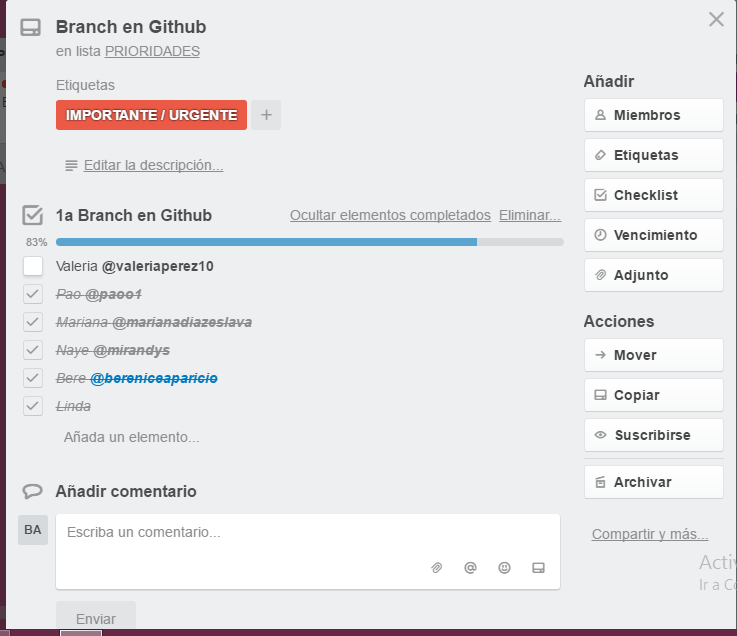 Branch en Github
en lista PRIORIDADES
Etiquetas
IMPORTANTE / URGENTE
+
Editar la descripción...
1a Branch en Github
Ocultar elementos completados Eliminar...
83%
Valeria @valeriaperez10
Pao @paoo1
Mariana @marianadiazeslava
Naye @mirandys
Bere @bereniceaparicio
Linda
Añada un elemento...
Añadir comentario
BA
Escriba un comentario...
@
Enviar
Añadir
Miembros
Etiquetas
Checklist
Vencimiento
Adjunto
Acciones
Mover
Copiar
Suscribirse
Archivar
Compartir y más...
Activ
Ir a Co